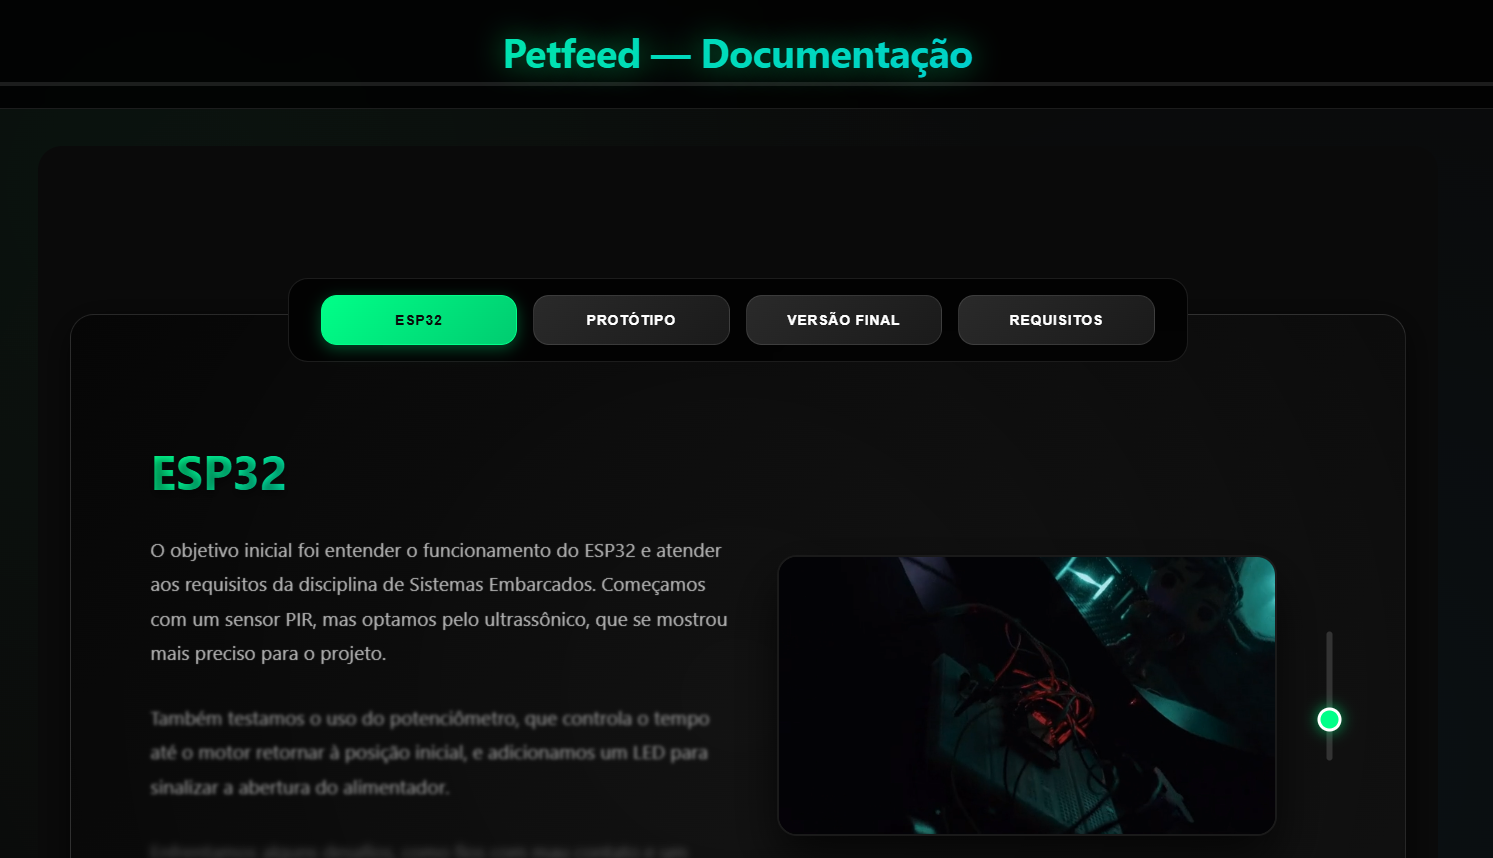 Petfeed — Documentação
ESP32
PROTÓTIPO
VERSÃO FINAL
REQUISITOS
ESP32
O objetivo inicial foi entender o funcionamento do ESP32 e atender
aos requisitos da disciplina de Sistemas Embarcados. Começamos
com um sensor PIR, mas optamos pelo ultrassônico, que se mostrou
mais preciso para o projeto.
Também testamos o uso do potenciômetro, que controla o tempo
até o motor retornar à posição inicial, e adicionamos um LED para
sinalizar a abertura do alimentador.